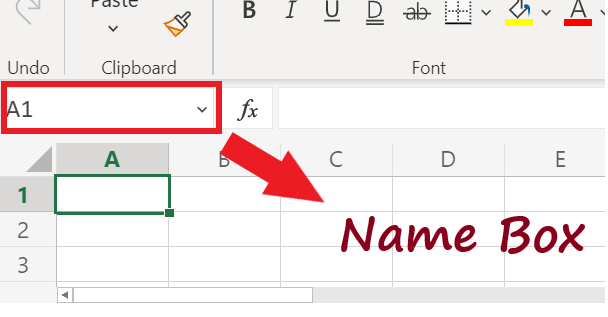 Paste
B I U D ab A
Undo Clipboard Font
A1 fx
A B C D E
1
2 Name Box
3